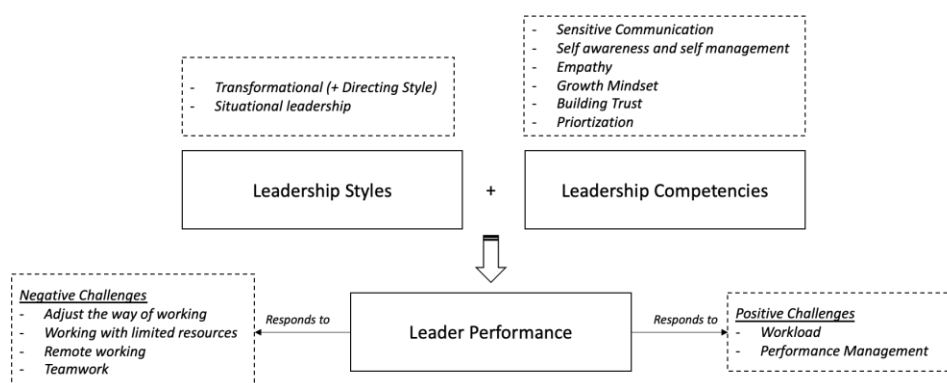 - Sensitive Communication
- Self awareness and self management
- Empathy
- Growth Mindset
- Building Trust
- Priortization
- Transformational (+ Directing Style)
- Situational leadership
Leadership Styles
+
Leadership Competencies
Negative Challenges
- Adjust the way of working
- Working with limited resources
- Remote working
- Teamwork
Responds to
Leader Performance
Responds to
Positive Challenges
- Workload
- Performance Management